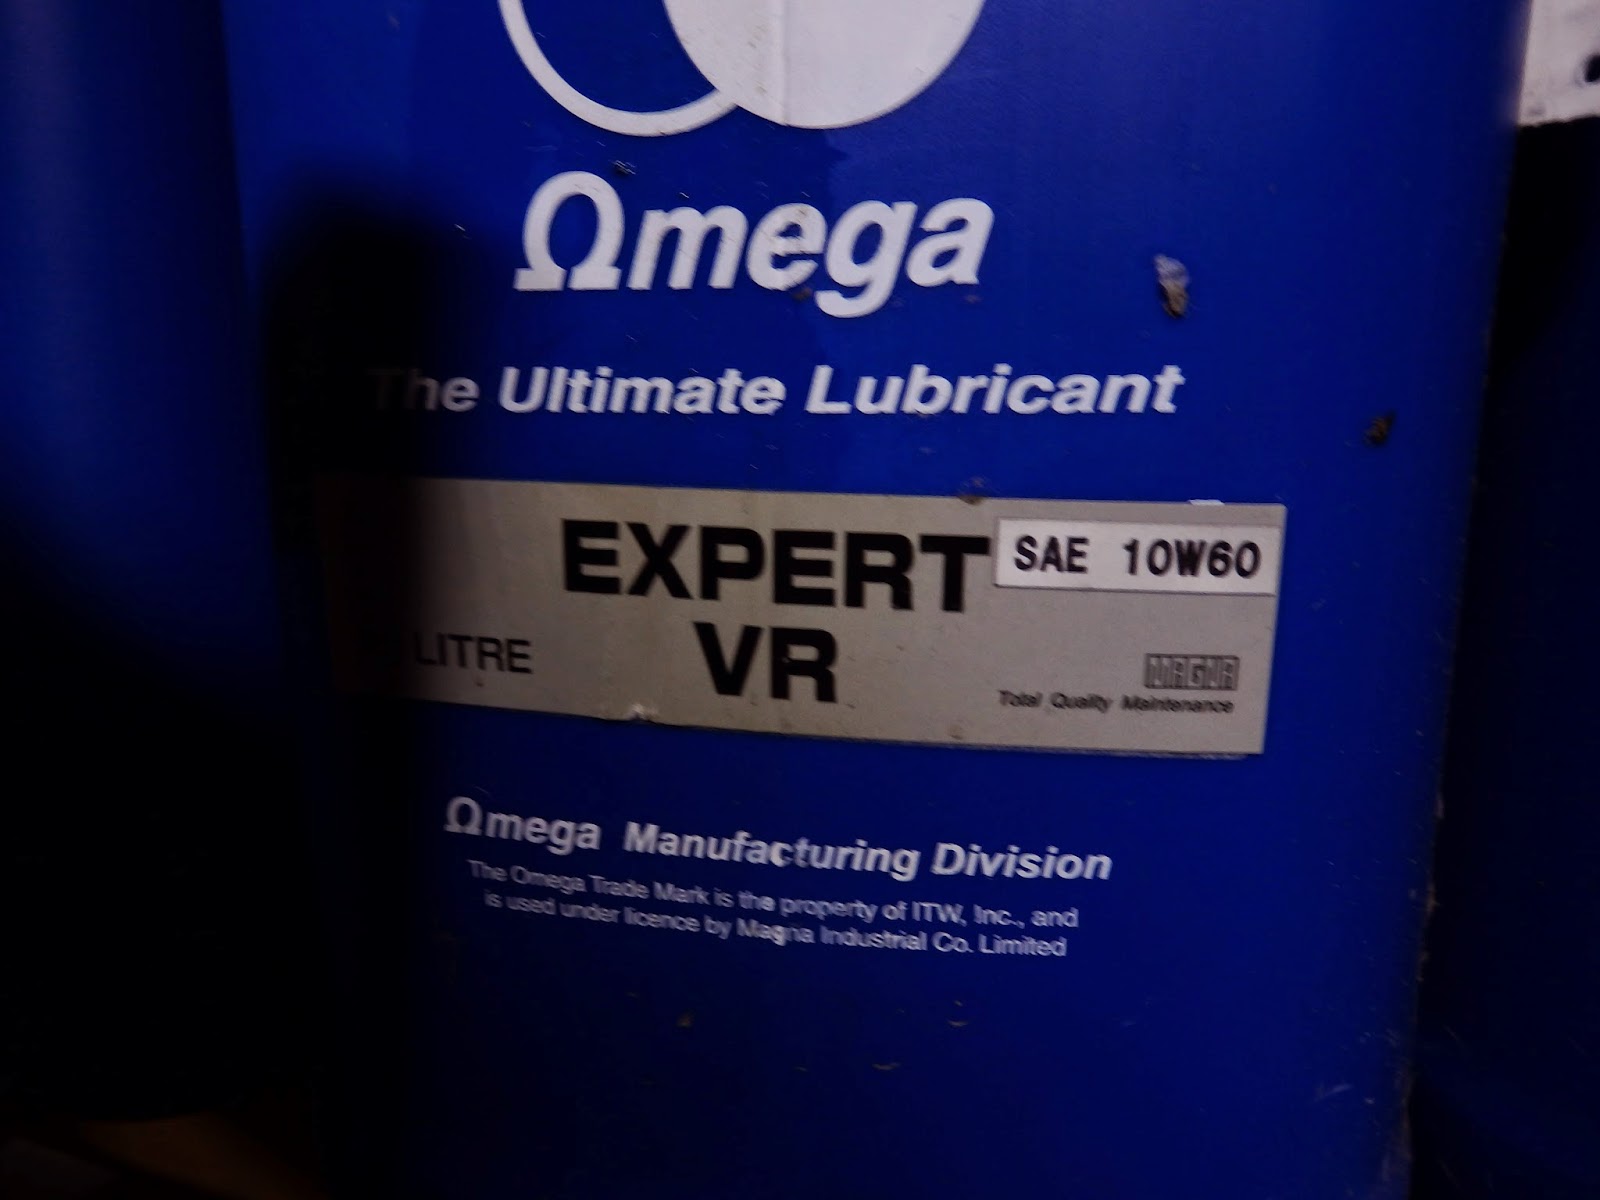 Ωmega
The Ultimate Lubricant
EXPERT
SAE 10W60
VR
LITRE
MAGNA
Total Quality Maintenance
Ωmega Manufacturing Division
The Omega Trade Mark is the property of ITW, Inc., and
is used under licence by Magna Industrial Co. Limited